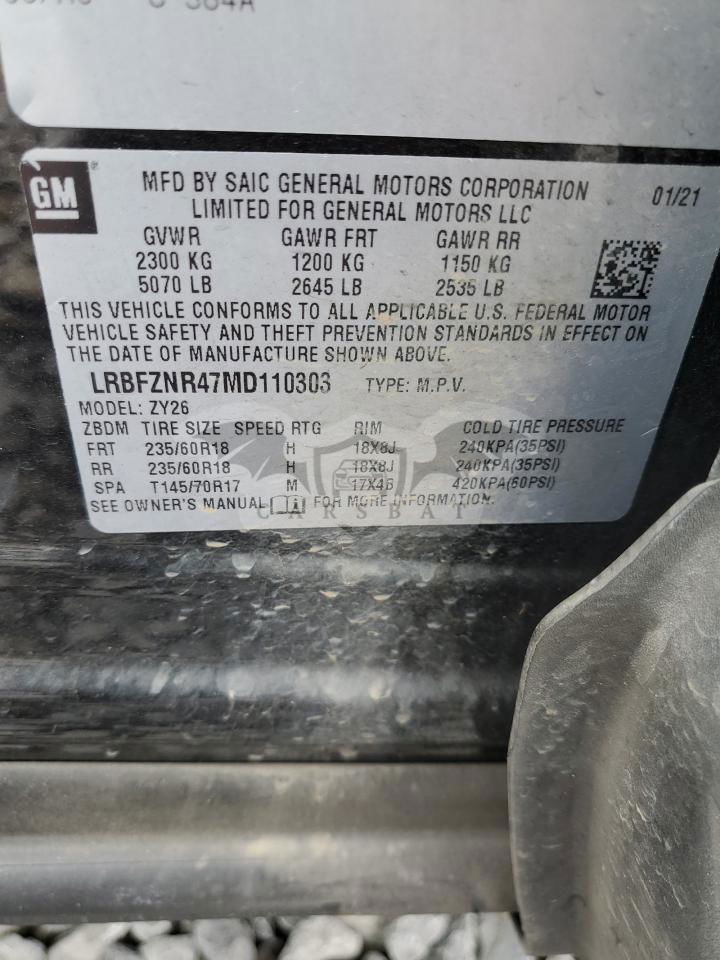 GM ®
MFD BY SAIC GENERAL MOTORS CORPORATION 01/21
LIMITED FOR GENERAL MOTORS LLC
GVWR GAWR FRT GAWR RR
2300 KG 1200 KG 1150 KG
5070 LB 2645 LB 2535 LB
THIS VEHICLE CONFORMS TO ALL APPLICABLE U.S. FEDERAL MOTOR
VEHICLE SAFETY AND THEFT PREVENTION STANDARDS IN EFFECT ON
THE DATE OF MANUFACTURE SHOWN ABOVE.
LRBFZNR47MD110303 TYPE: M.P.V.
MODEL: ZY26
ZBDM TIRE SIZE SPEED RTG RIM COLD TIRE PRESSURE
FRT 235/60R18 H 18X8J 240KPA(35PSI)
RR 235/60R18 H 18X8J 240KPA(35PSI)
SPA T145/70R17 M 17X4B 420KPA(60PSI)
SEE OWNER'S MANUAL FOR MORE INFORMATION.
CARSBAT